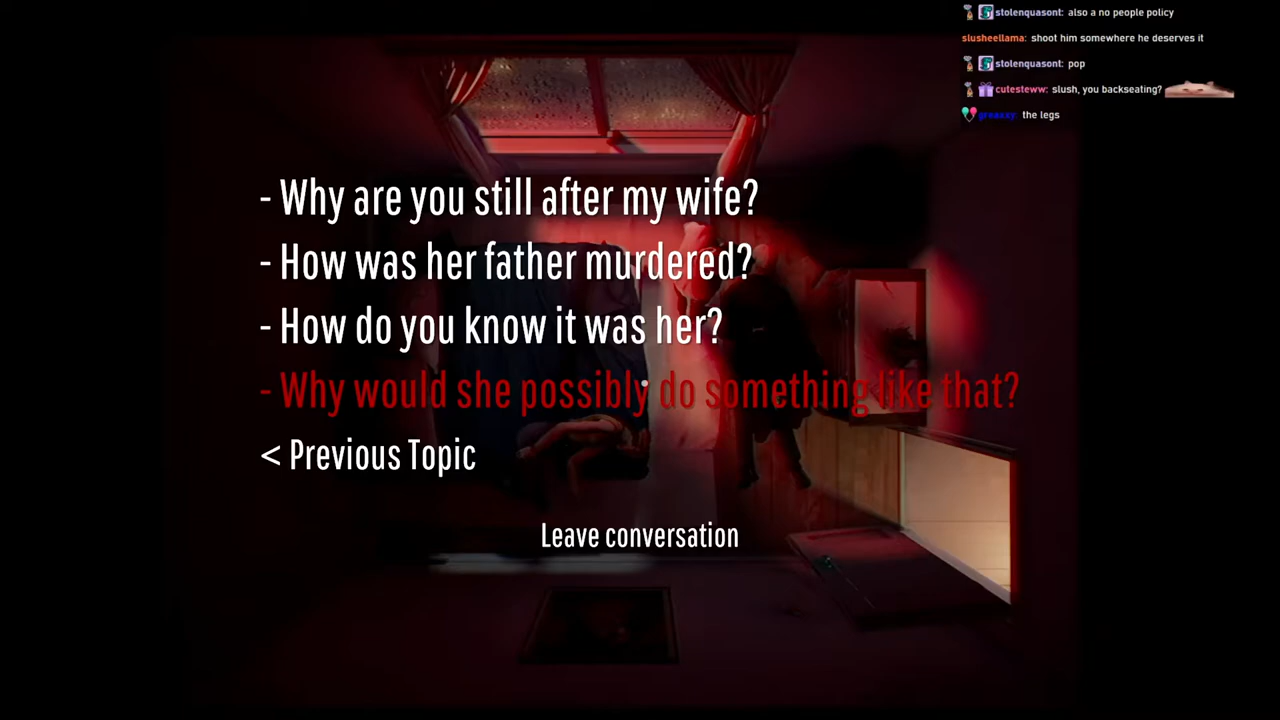 stolenquasont: also a no people policy
slusheellama: shoot him somewhere he deserves it
stolenquasont: pop
cutesteww: slush, you backseating?
greaxxy: the legs
- Why are you still after my wife?
- How was her father murdered?
- How do you know it was her?
- Why would she possibly do something like that?
< Previous Topic
Leave conversation